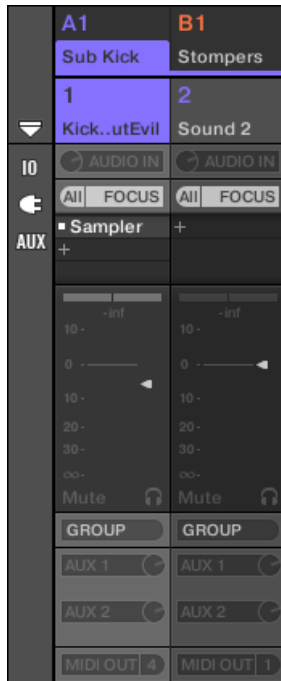 A1 B1
Sub Kick Stompers
1 2
Kick..utEvil Sound 2
IO AUDIO IN AUDIO IN
All FOCUS All FOCUS
Sampler +
AUX +
-inf -inf
10- 10-
0 - 0 -
10- 10-
20- 20-
30- 30-
∞- ∞-
Mute Mute
GROUP GROUP
AUX 1 AUX 1
AUX 2 AUX 2
MIDI OUT 4 MIDI OUT 1